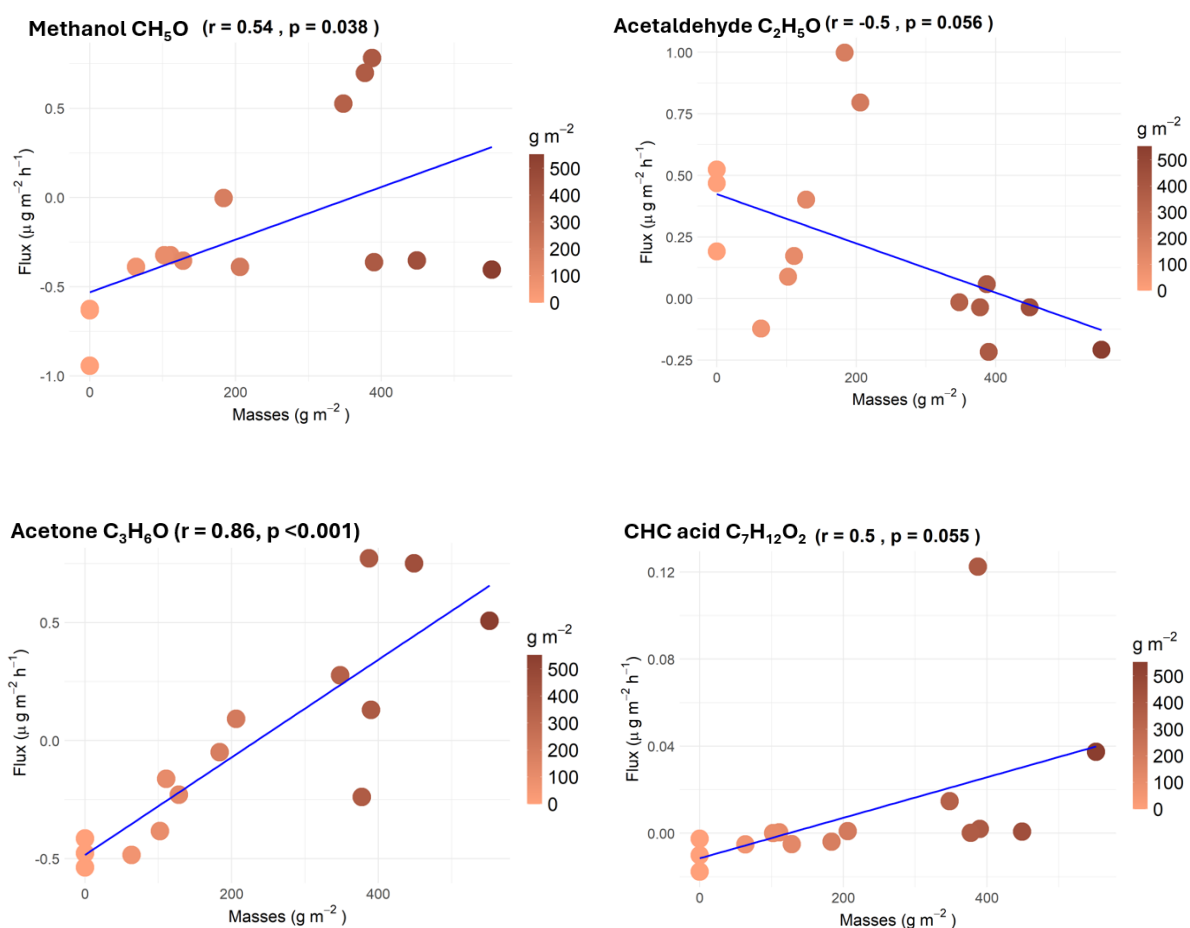 Methanol CH₅O (r = 0.54 , p = 0.038 )
Flux (μ g m⁻² h⁻¹)
0.5
0.0
-0.5
-1.0
0 200 400
Masses (g m⁻² )
g m⁻²
500
400
300
200
100
0
Acetaldehyde C₂H₅O (r = -0.5 , p = 0.056 )
Flux (μ g m⁻² h⁻¹)
1.00
0.75
0.50
0.25
0.00
-0.25
0 200 400
Masses (g m⁻² )
g m⁻²
500
400
300
200
100
0
Acetone C₃H₆O (r = 0.86, p <0.001)
Flux (μ g m⁻² h⁻¹)
0.5
0.0
-0.5
0 400
Masses (g m⁻² )
g m⁻²
500
400
300
200
100
0
CHC acid C₇H₁₂O₂ (r = 0.5 , p = 0.055 )
Flux (μ g m⁻² h⁻¹)
0.12
0.08
0.04
0.00
0 200 400
Masses (g m⁻² )
g m⁻²
500
400
300
200
100
0